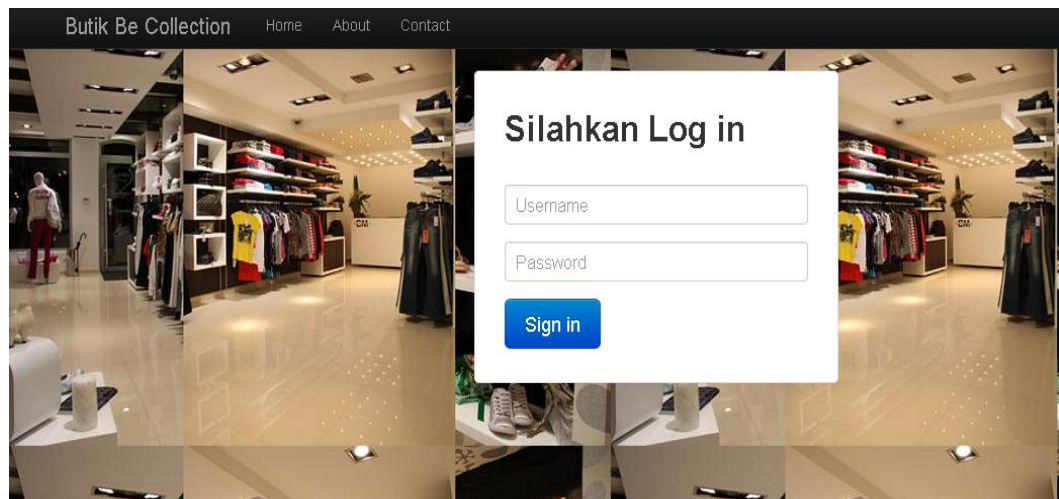 Butik Be Collection Home About Contact
Silahkan Log in
Username
Password
Sign in